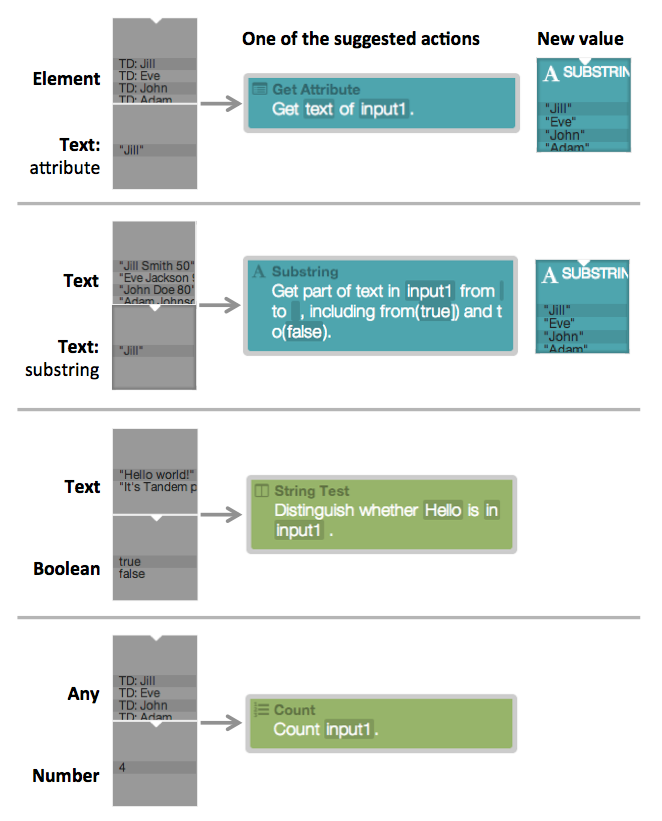 One of the suggested actions
New value
Element
TD: Jill
TD: Eve
TD: John
TD: Adam
Text:
attribute
"Jill"
Get Attribute
Get text of input1.
A SUBSTRIN
"Jill"
"Eve"
"John"
"Adam"
Text
"Jill Smith 50"
"Eve Jackson 9
"John Doe 80"
"Adam Johnso
Text:
substring
"Jill"
A Substring
Get part of text in input1 from
to , including from(true]) and t
o(false).
A SUBSTRIN
"Jill"
"Eve"
"John"
"Adam"
Text
"Hello world!"
"It's Tandem p
Boolean
true
false
String Test
Distinguish whether Hello is in
input1 .
Any
TD: Jill
TD: Eve
TD: John
TD: Adam
Number
4
Count
Count input1.